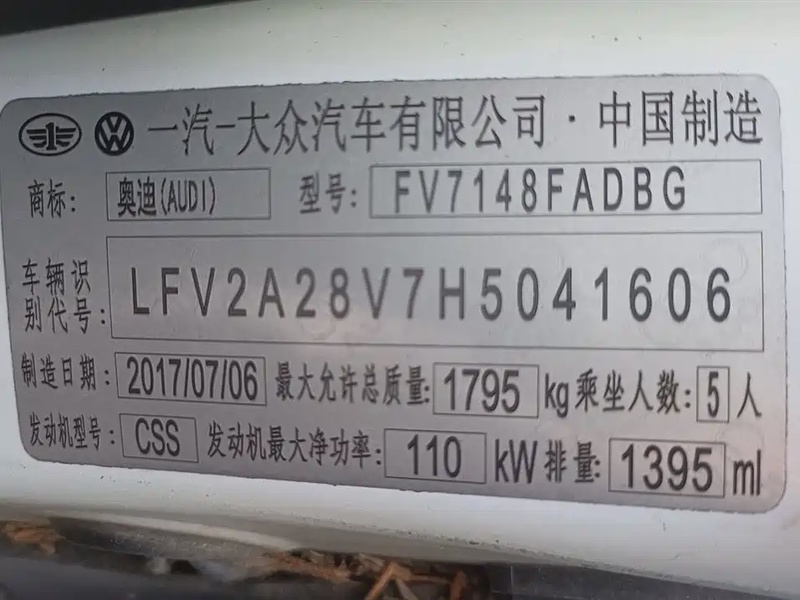 一汽-大众汽车有限公司·中国制造
商标: 奥迪(AUDI) 型号: FV7148FADBG
车辆识别代号: LFV2A28V7H5041606
制造日期: 2017/07/06 最大允许总质量: 1795 kg 乘坐人数: 5 人
发动机型号: CSS 发动机最大净功率: 110 kW 排量: 1395 ml